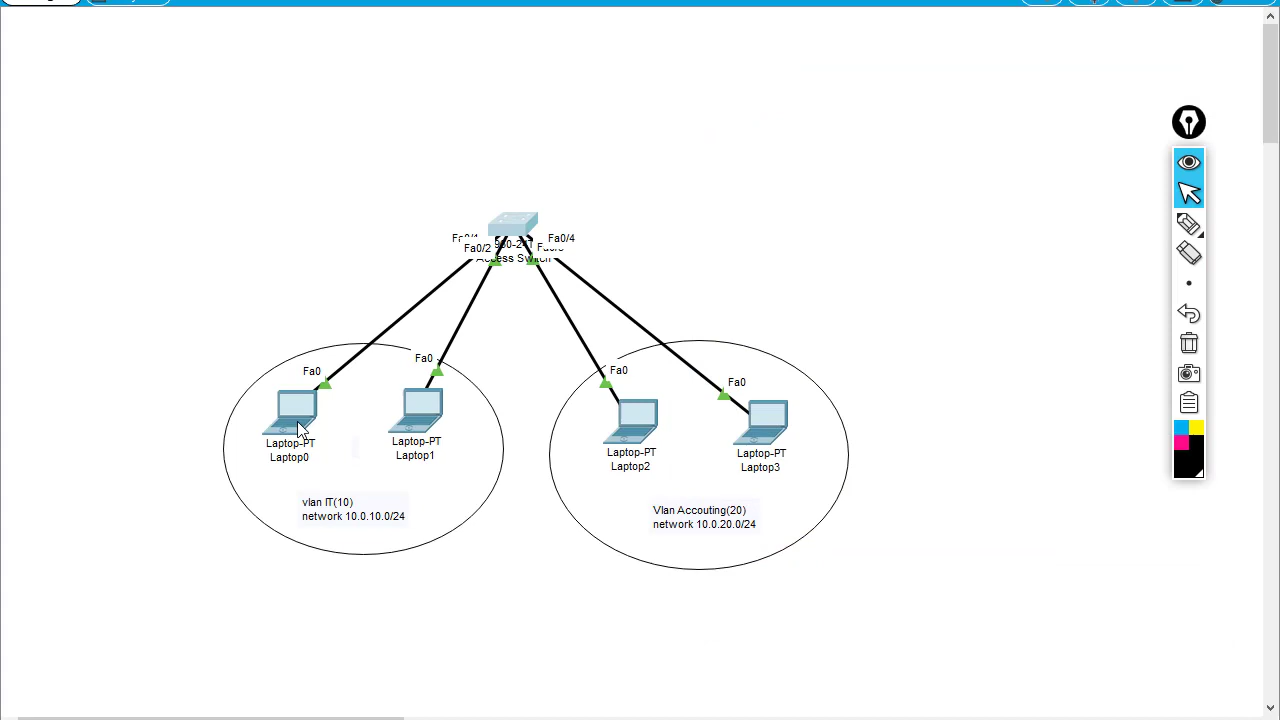 Fa0/4
Fa0/2
Access Switch
Fa0
Fa0
Fa0
Fa0
Laptop-PT
Laptop0
Laptop-PT
Laptop1
Laptop-PT
Laptop2
Laptop-PT
Laptop3
vlan IT(10)
network 10.0.10.0/24
Vlan Accouting(20)
network 10.0.20.0/24